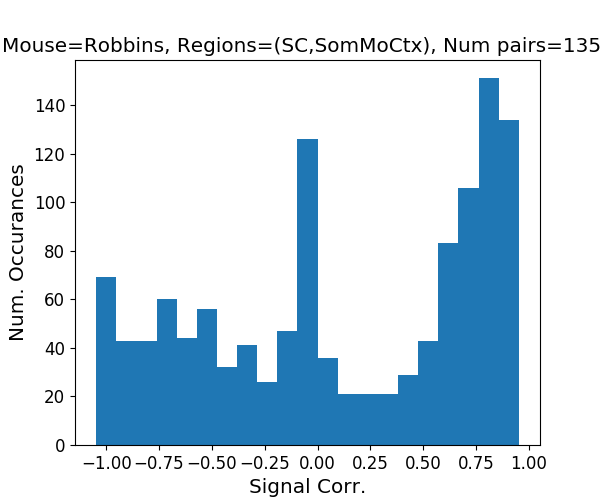 Mouse=Robbins, Regions=(SC,SomMoCtx), Num pairs=135
Num. Occurances
140
120
100
80
60
40
20
0
−1.00 −0.75 −0.50 −0.25 0.00 0.25 0.50 0.75 1.00
Signal Corr.